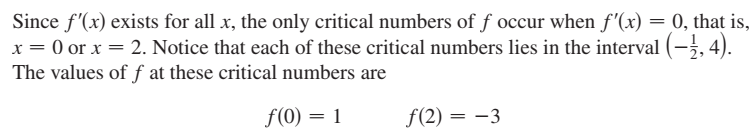 Since f′(x) exists for all x, the only critical numbers of f occur when f′(x) = 0, that is,
x = 0 or x = 2. Notice that each of these critical numbers lies in the interval (−½, 4).
The values of f at these critical numbers are
f(0) = 1 f(2) = −3